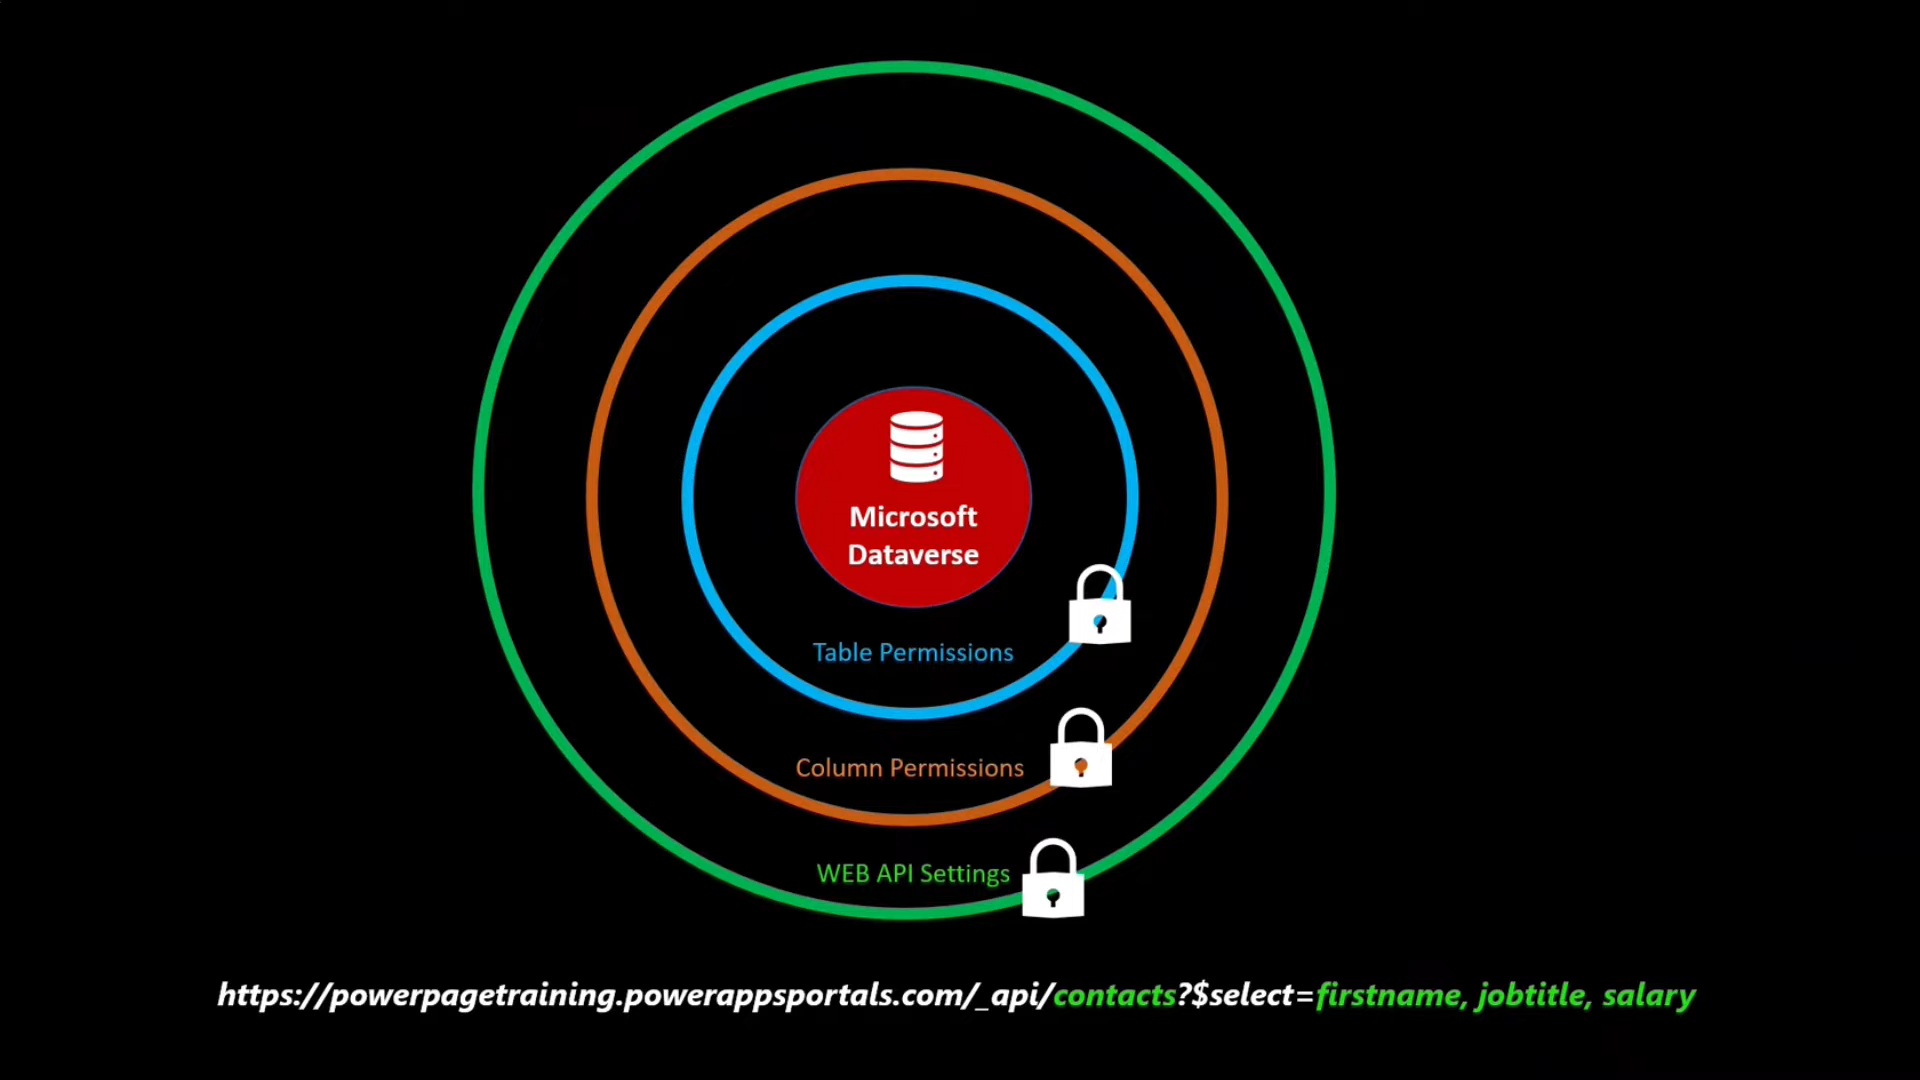 Microsoft
Dataverse
Table Permissions
Column Permissions
WEB API Settings
https://powerpagetraining.powerappsportals.com/_api/contacts?$select=firstname, jobtitle, salary